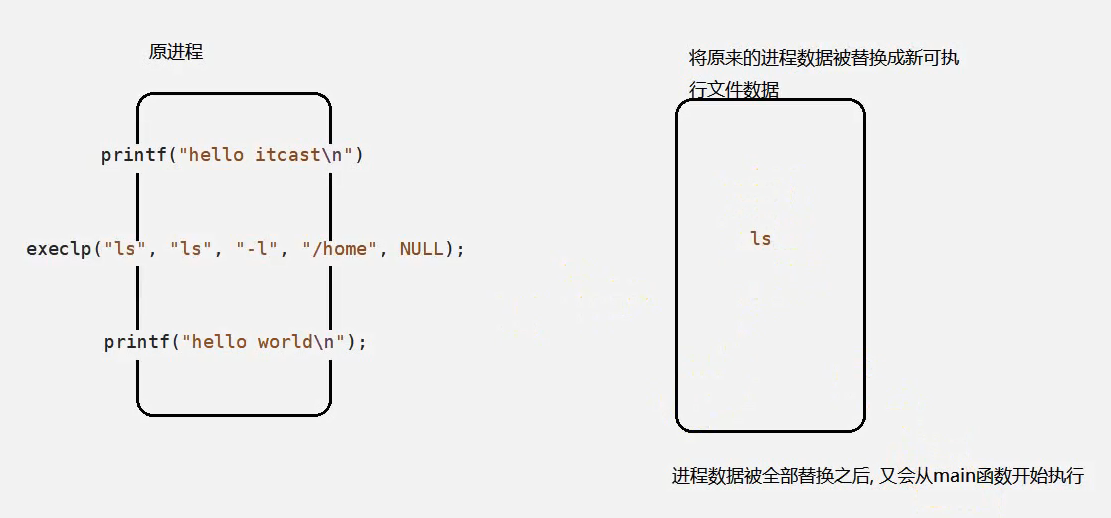 原进程
printf("hello itcast\n")
execlp("ls", "ls", "-l", "/home", NULL);
printf("hello world\n");
将原来的进程数据被替换成新可执
行文件数据
ls
进程数据被全部替换之后, 又会从main函数开始执行